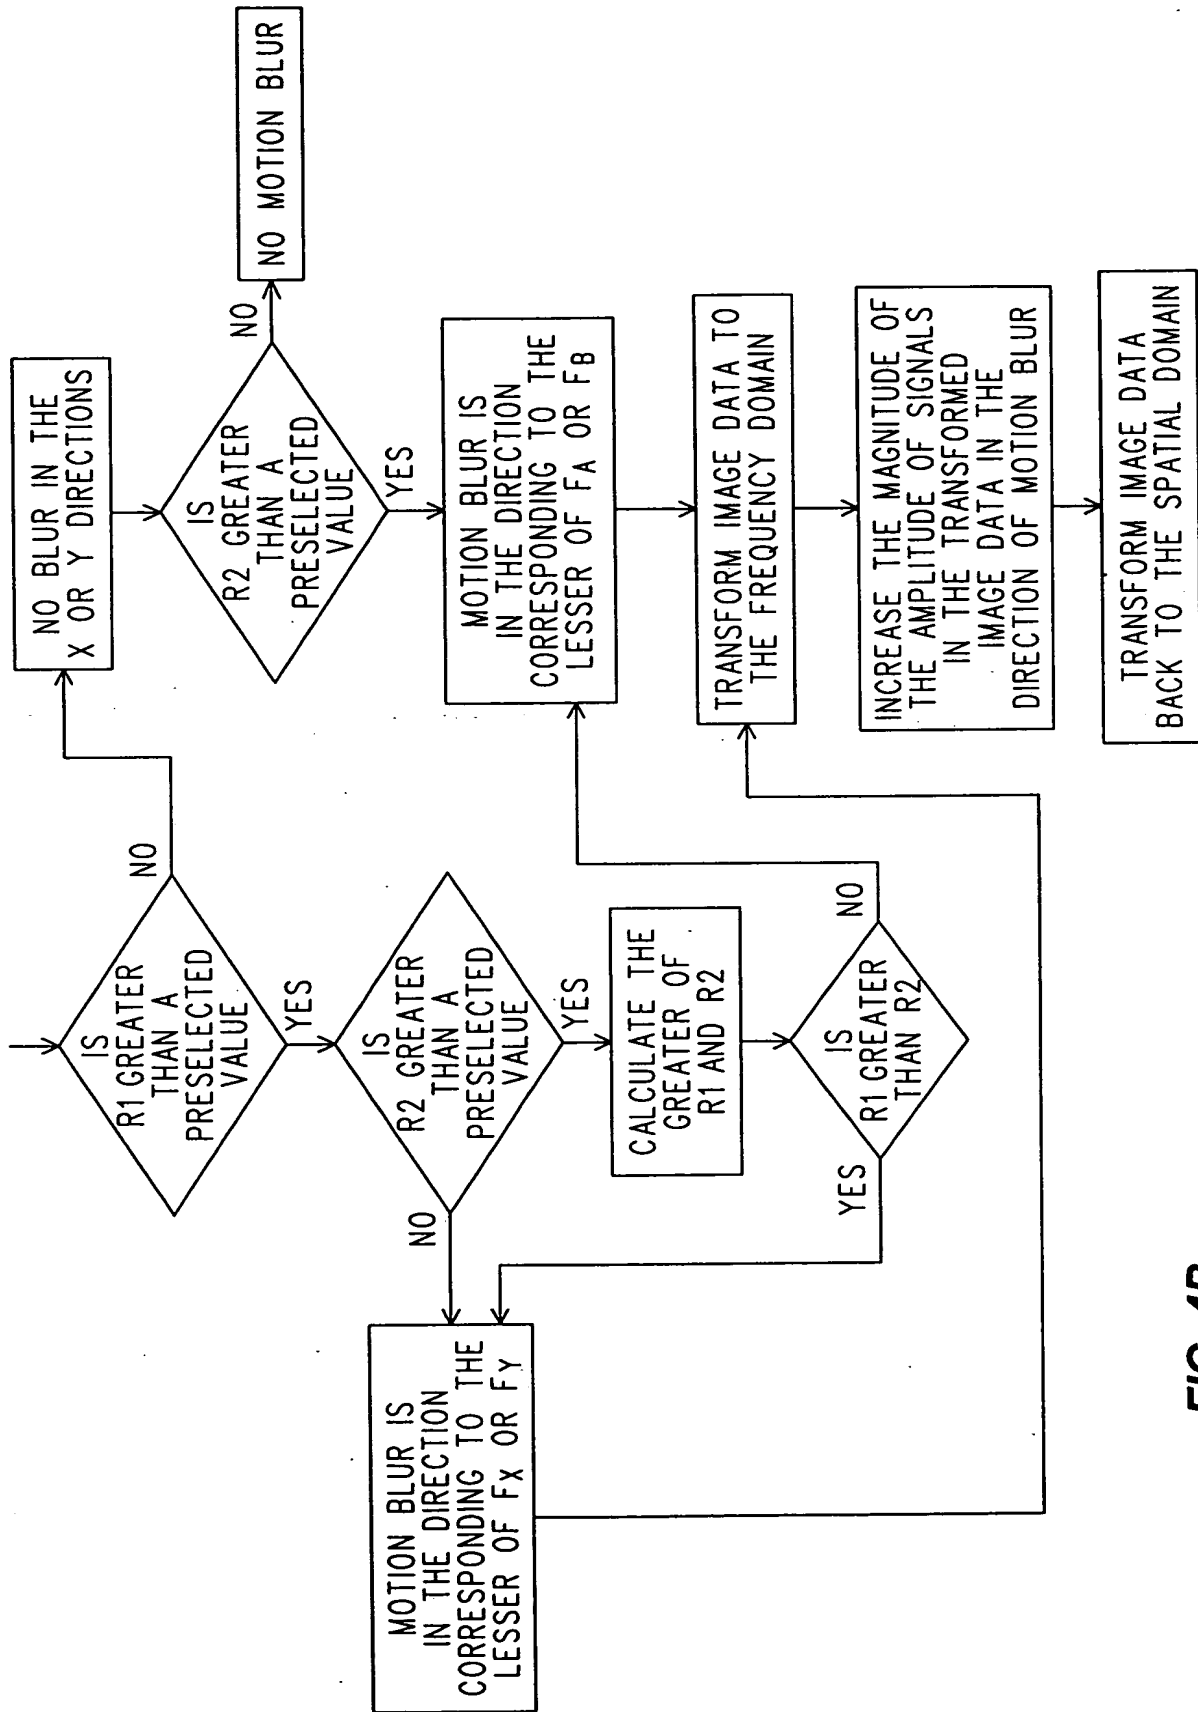 IS
R1 GREATER
THAN A
PRESELECTED
VALUE
NO
YES
NO BLUR IN THE
X OR Y DIRECTIONS
IS
R2 GREATER
THAN A
PRESELECTED
VALUE
NO
YES
NO MOTION BLUR
IS
R2 GREATER
THAN A
PRESELECTED
VALUE
NO
YES
MOTION BLUR IS
IN THE DIRECTION
CORRESPONDING TO THE
LESSER OF FX OR FY
CALCULATE THE
GREATER OF
R1 AND R2
IS
R1 GREATER
THAN R2
YES
NO
MOTION BLUR IS
IN THE DIRECTION
CORRESPONDING TO THE
LESSER OF FA OR FB
TRANSFORM IMAGE DATA TO
THE FREQUENCY DOMAIN
INCREASE THE MAGNITUDE OF
THE AMPLITUDE OF SIGNALS
IN THE TRANSFORMED
IMAGE DATA IN THE
DIRECTION OF MOTION BLUR
TRANSFORM IMAGE DATA
BACK TO THE SPATIAL DOMAIN